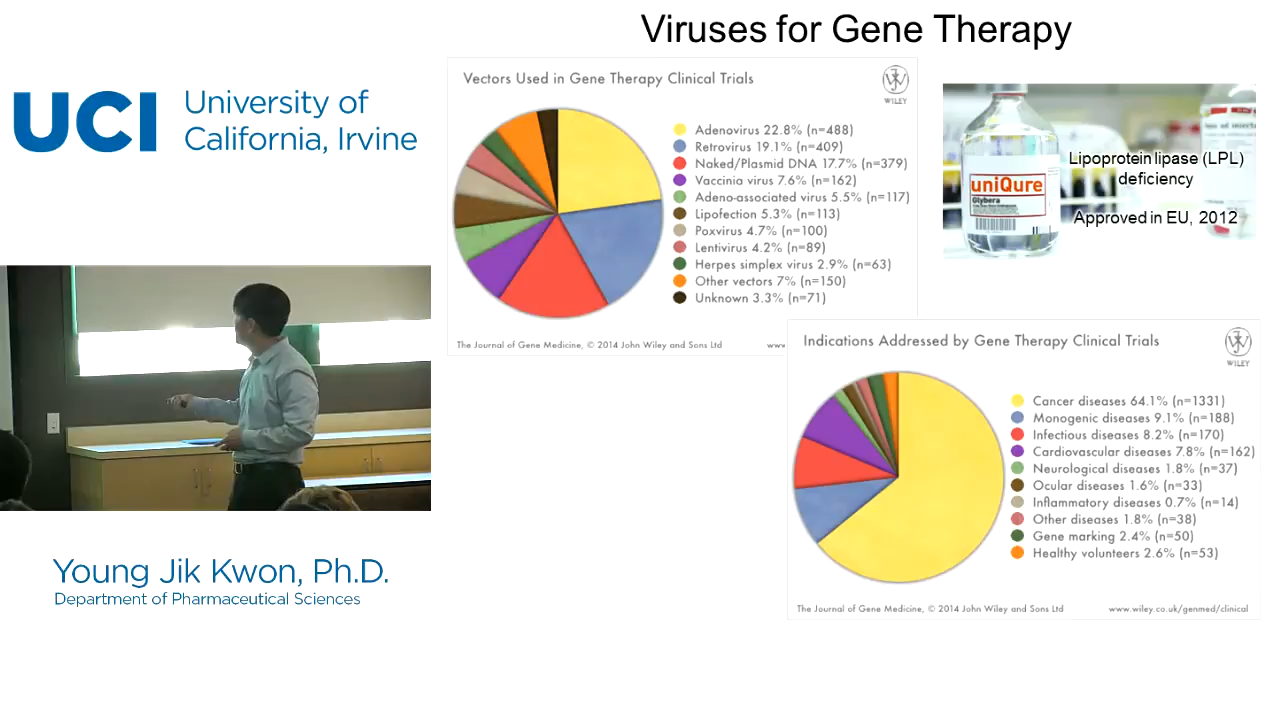 Viruses for Gene Therapy
UCI University of
California, Irvine
Vectors Used in Gene Therapy Clinical Trials
WILEY
Adenovirus 22.8% (n=488)
Retrovirus 19.1% (n=409)
Naked/Plasmid DNA 17.7% (n=379)
Vaccinia virus 7.6% (n=162)
Adeno-associated virus 5.5% (n=117)
Lipofection 5.3% (n=113)
Poxvirus 4.7% (n=100)
Lentivirus 4.2% (n=89)
Herpes simplex virus 2.9% (n=63)
Other vectors 7% (n=150)
Unknown 3.3% (n=71)
The Journal of Gene Medicine, © 2014 John Wiley and Sons Ltd www.
uniQure
Glybera
Lipoprotein lipase (LPL)
deficiency
Approved in EU, 2012
Indications Addressed by Gene Therapy Clinical Trials
WILEY
Cancer diseases 64.1% (n=1331)
Monogenic diseases 9.1% (n=188)
Infectious diseases 8.2% (n=170)
Cardiovascular diseases 7.8% (n=162)
Neurological diseases 1.8% (n=37)
Ocular diseases 1.6% (n=33)
Inflammatory diseases 0.7% (n=14)
Other diseases 1.8% (n=38)
Gene marking 2.4% (n=50)
Healthy volunteers 2.6% (n=53)
The Journal of Gene Medicine, © 2014 John Wiley and Sons Ltd www.wiley.co.uk/genmed/clinical
Young Jik Kwon, Ph.D.
Department of Pharmaceutical Sciences